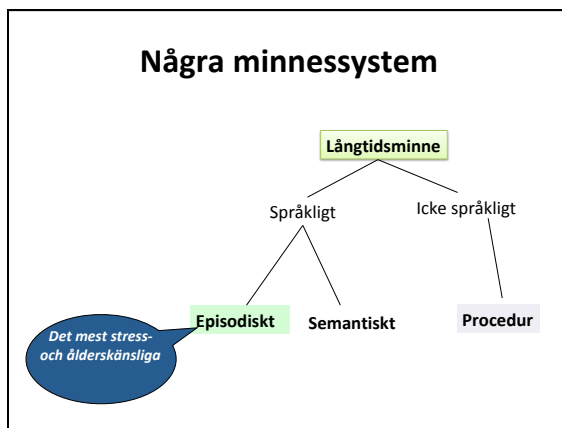 Några minnessystem
Långtidsminne
Språkligt
Icke språkligt
Episodiskt
Semantiskt
Procedur
Det mest stress-
och ålderskänsliga